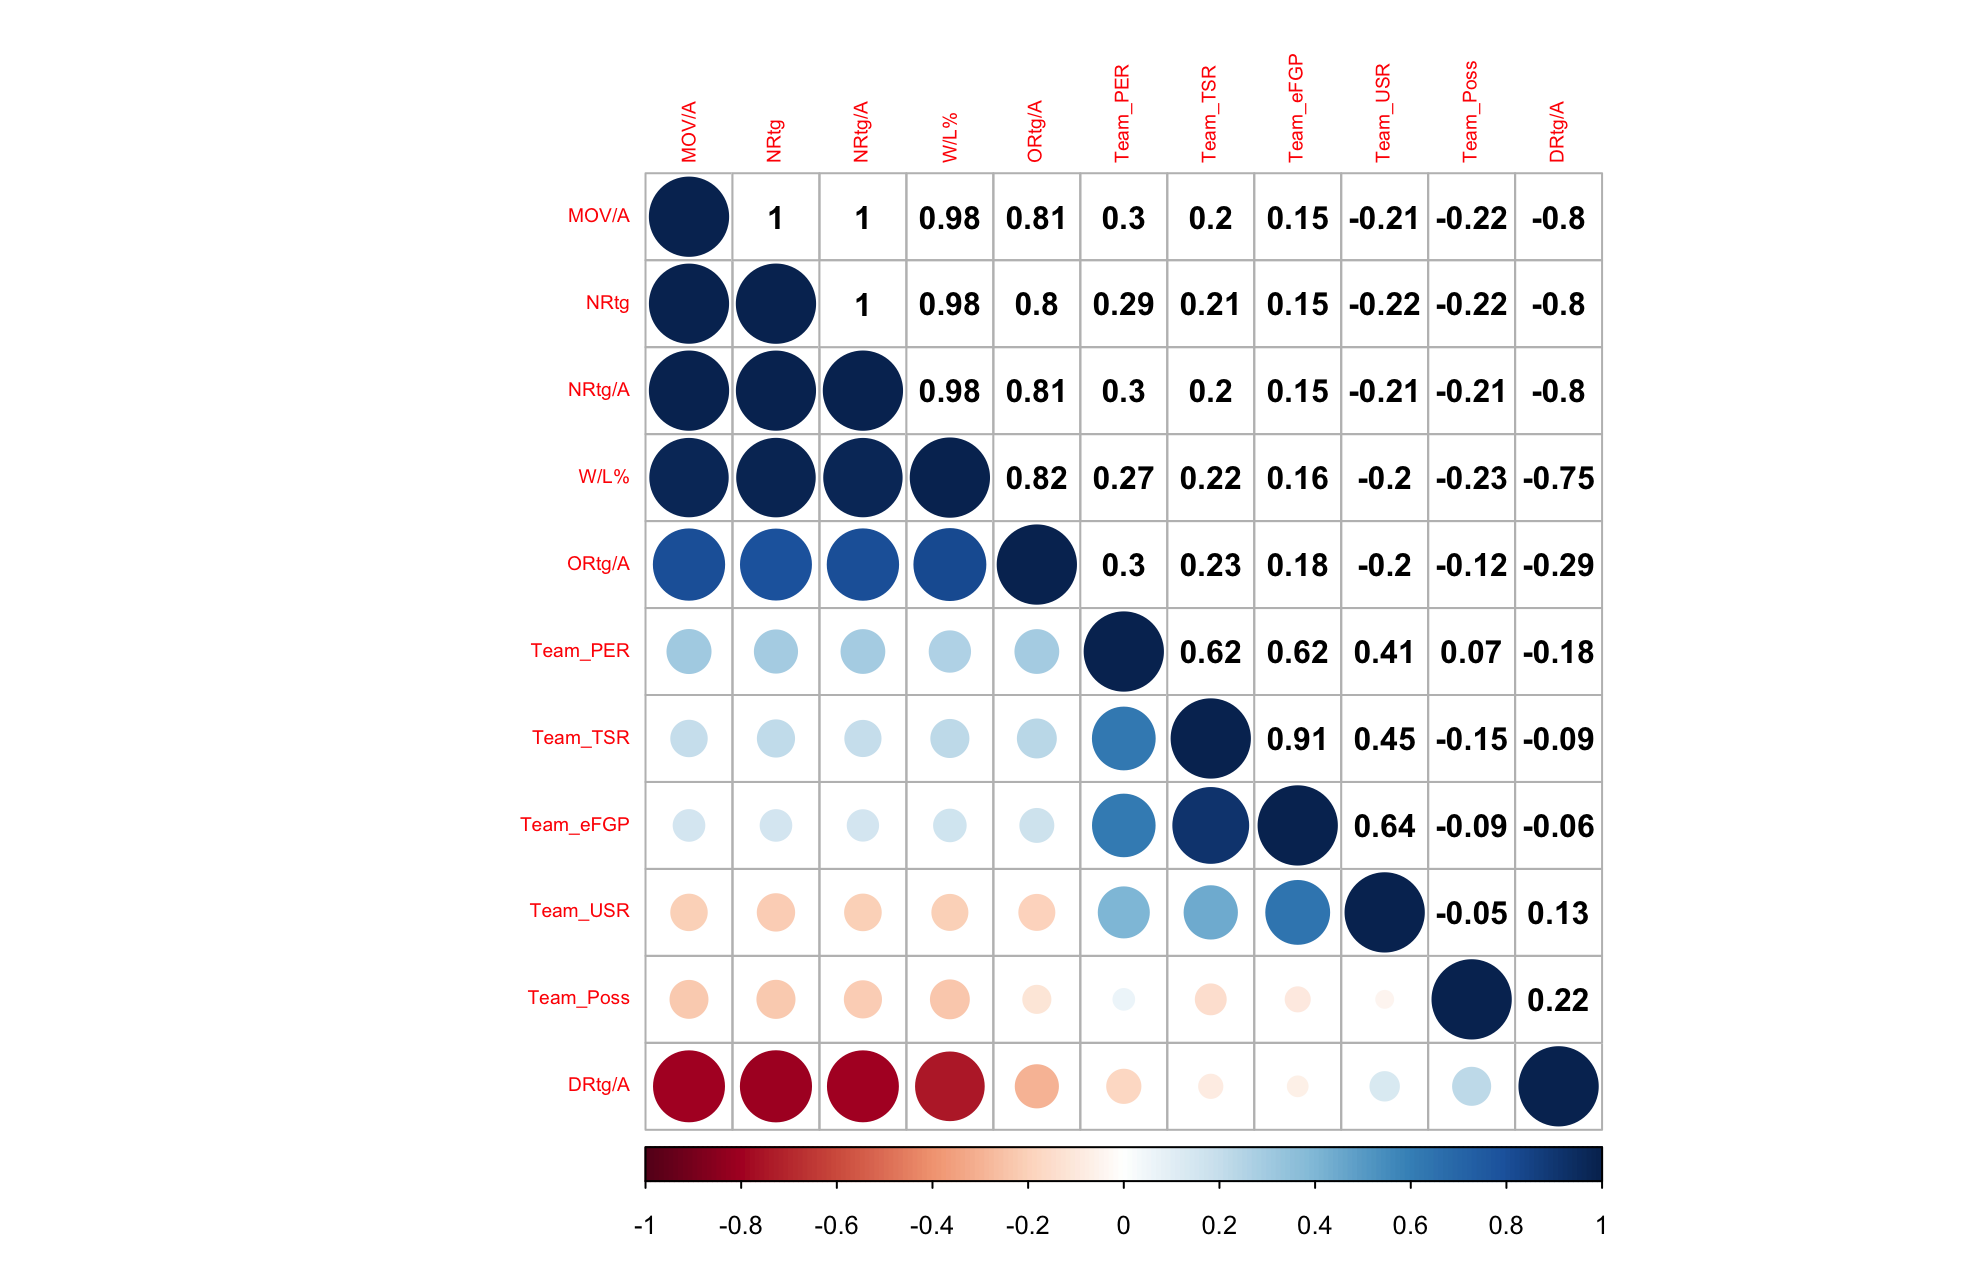 MOV/A NRtg NRtg/A W/L% ORtg/A Team_PER Team_TSR Team_eFGP Team_USR Team_Poss DRtg/A
MOV/A 1 1 0.98 0.81 0.3 0.2 0.15 -0.21 -0.22 -0.8
NRtg 1 0.98 0.8 0.29 0.21 0.15 -0.22 -0.22 -0.8
NRtg/A 0.98 0.81 0.3 0.2 0.15 -0.21 -0.21 -0.8
W/L% 0.82 0.27 0.22 0.16 -0.2 -0.23 -0.75
ORtg/A 0.3 0.23 0.18 -0.2 -0.12 -0.29
Team_PER 0.62 0.62 0.41 0.07 -0.18
Team_TSR 0.91 0.45 -0.15 -0.09
Team_eFGP 0.64 -0.09 -0.06
Team_USR -0.05 0.13
Team_Poss 0.22
DRtg/A
-1 -0.8 -0.6 -0.4 -0.2 0 0.2 0.4 0.6 0.8 1